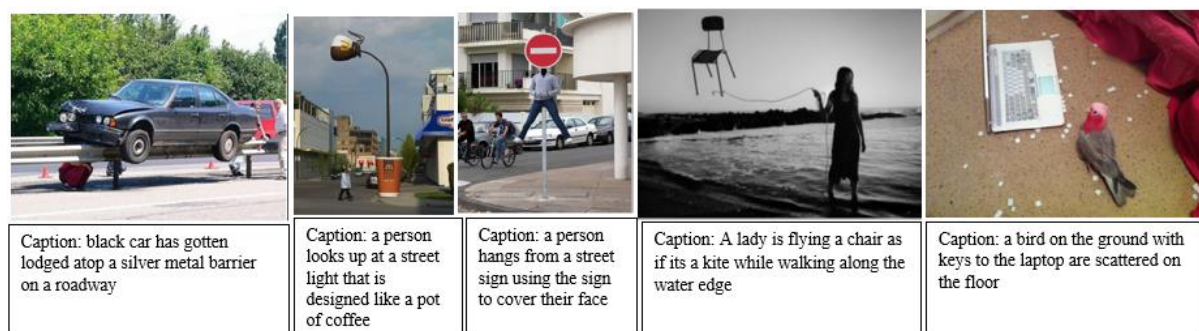 Caption: black car has gotten
lodged atop a silver metal barrier
on a roadway
Caption: a person
looks up at a street
light that is
designed like a pot
of coffee
Caption: a person
hangs from a street
sign using the sign
to cover their face
Caption: A lady is flying a chair as
if its a kite while walking along the
water edge
Caption: a bird on the ground with
keys to the laptop are scattered on
the floor